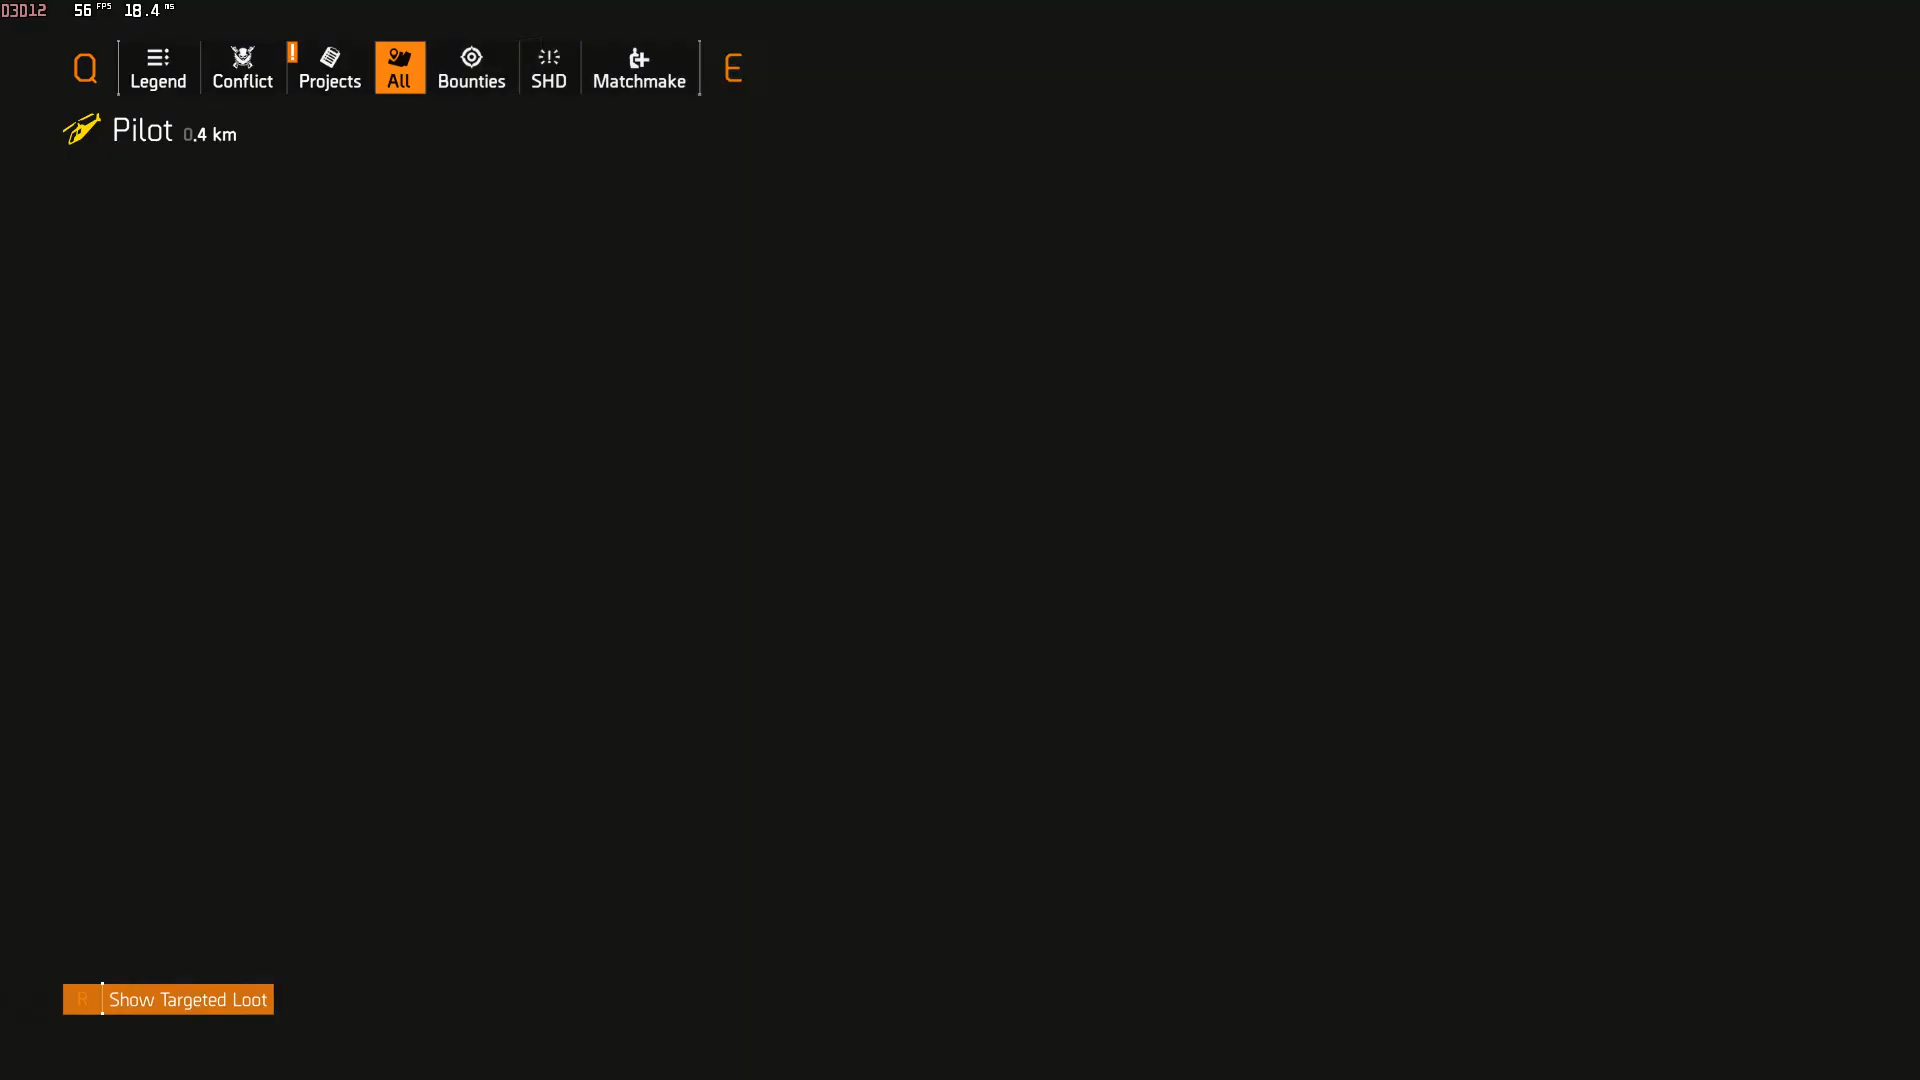 D3D12 56 FPS 18.4 ms
Q Legend Conflict ! Projects All Bounties SHD Matchmake E
Pilot 0.4 km
R Show Targeted Loot